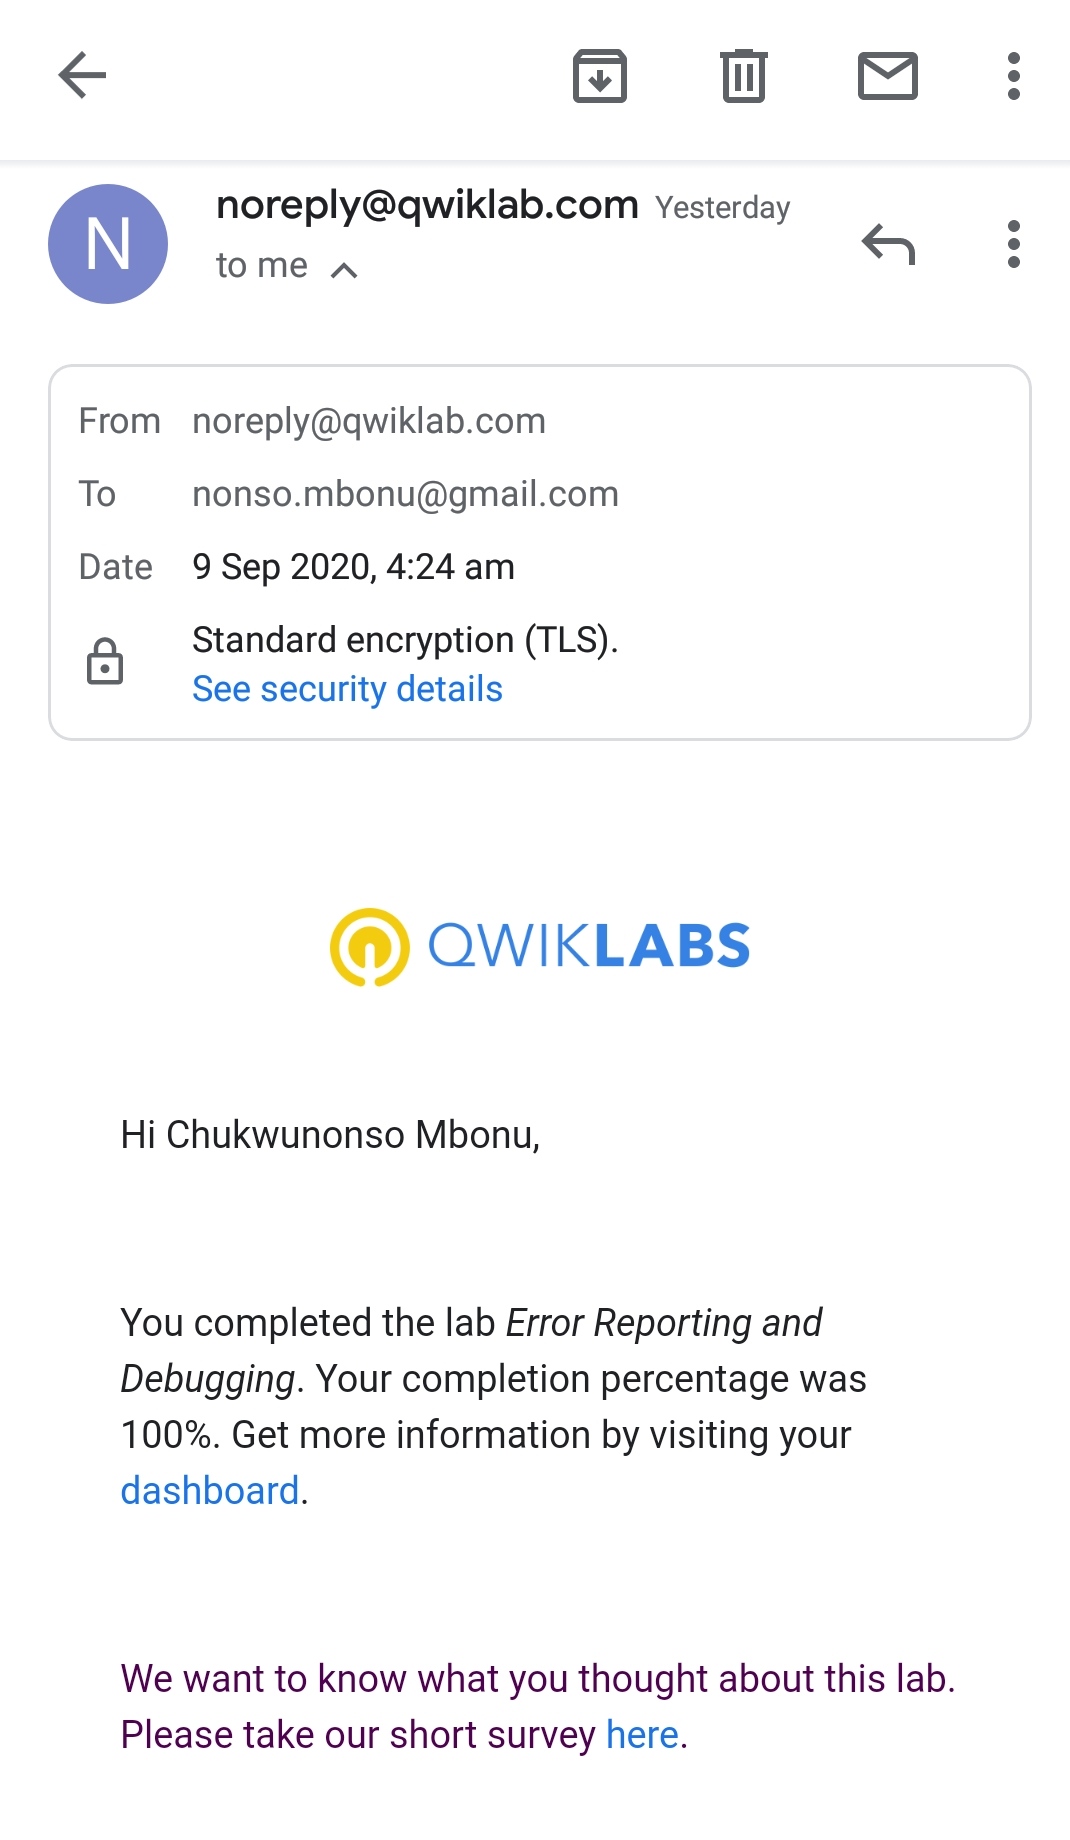 N
noreply@qwiklab.com Yesterday
to me
From noreply@qwiklab.com
To nonso.mbonu@gmail.com
Date 9 Sep 2020, 4:24 am
Standard encryption (TLS).
See security details
QWIKLABS
Hi Chukwunonso Mbonu,
You completed the lab Error Reporting and
Debugging. Your completion percentage was
100%. Get more information by visiting your
dashboard.
We want to know what you thought about this lab.
Please take our short survey here.